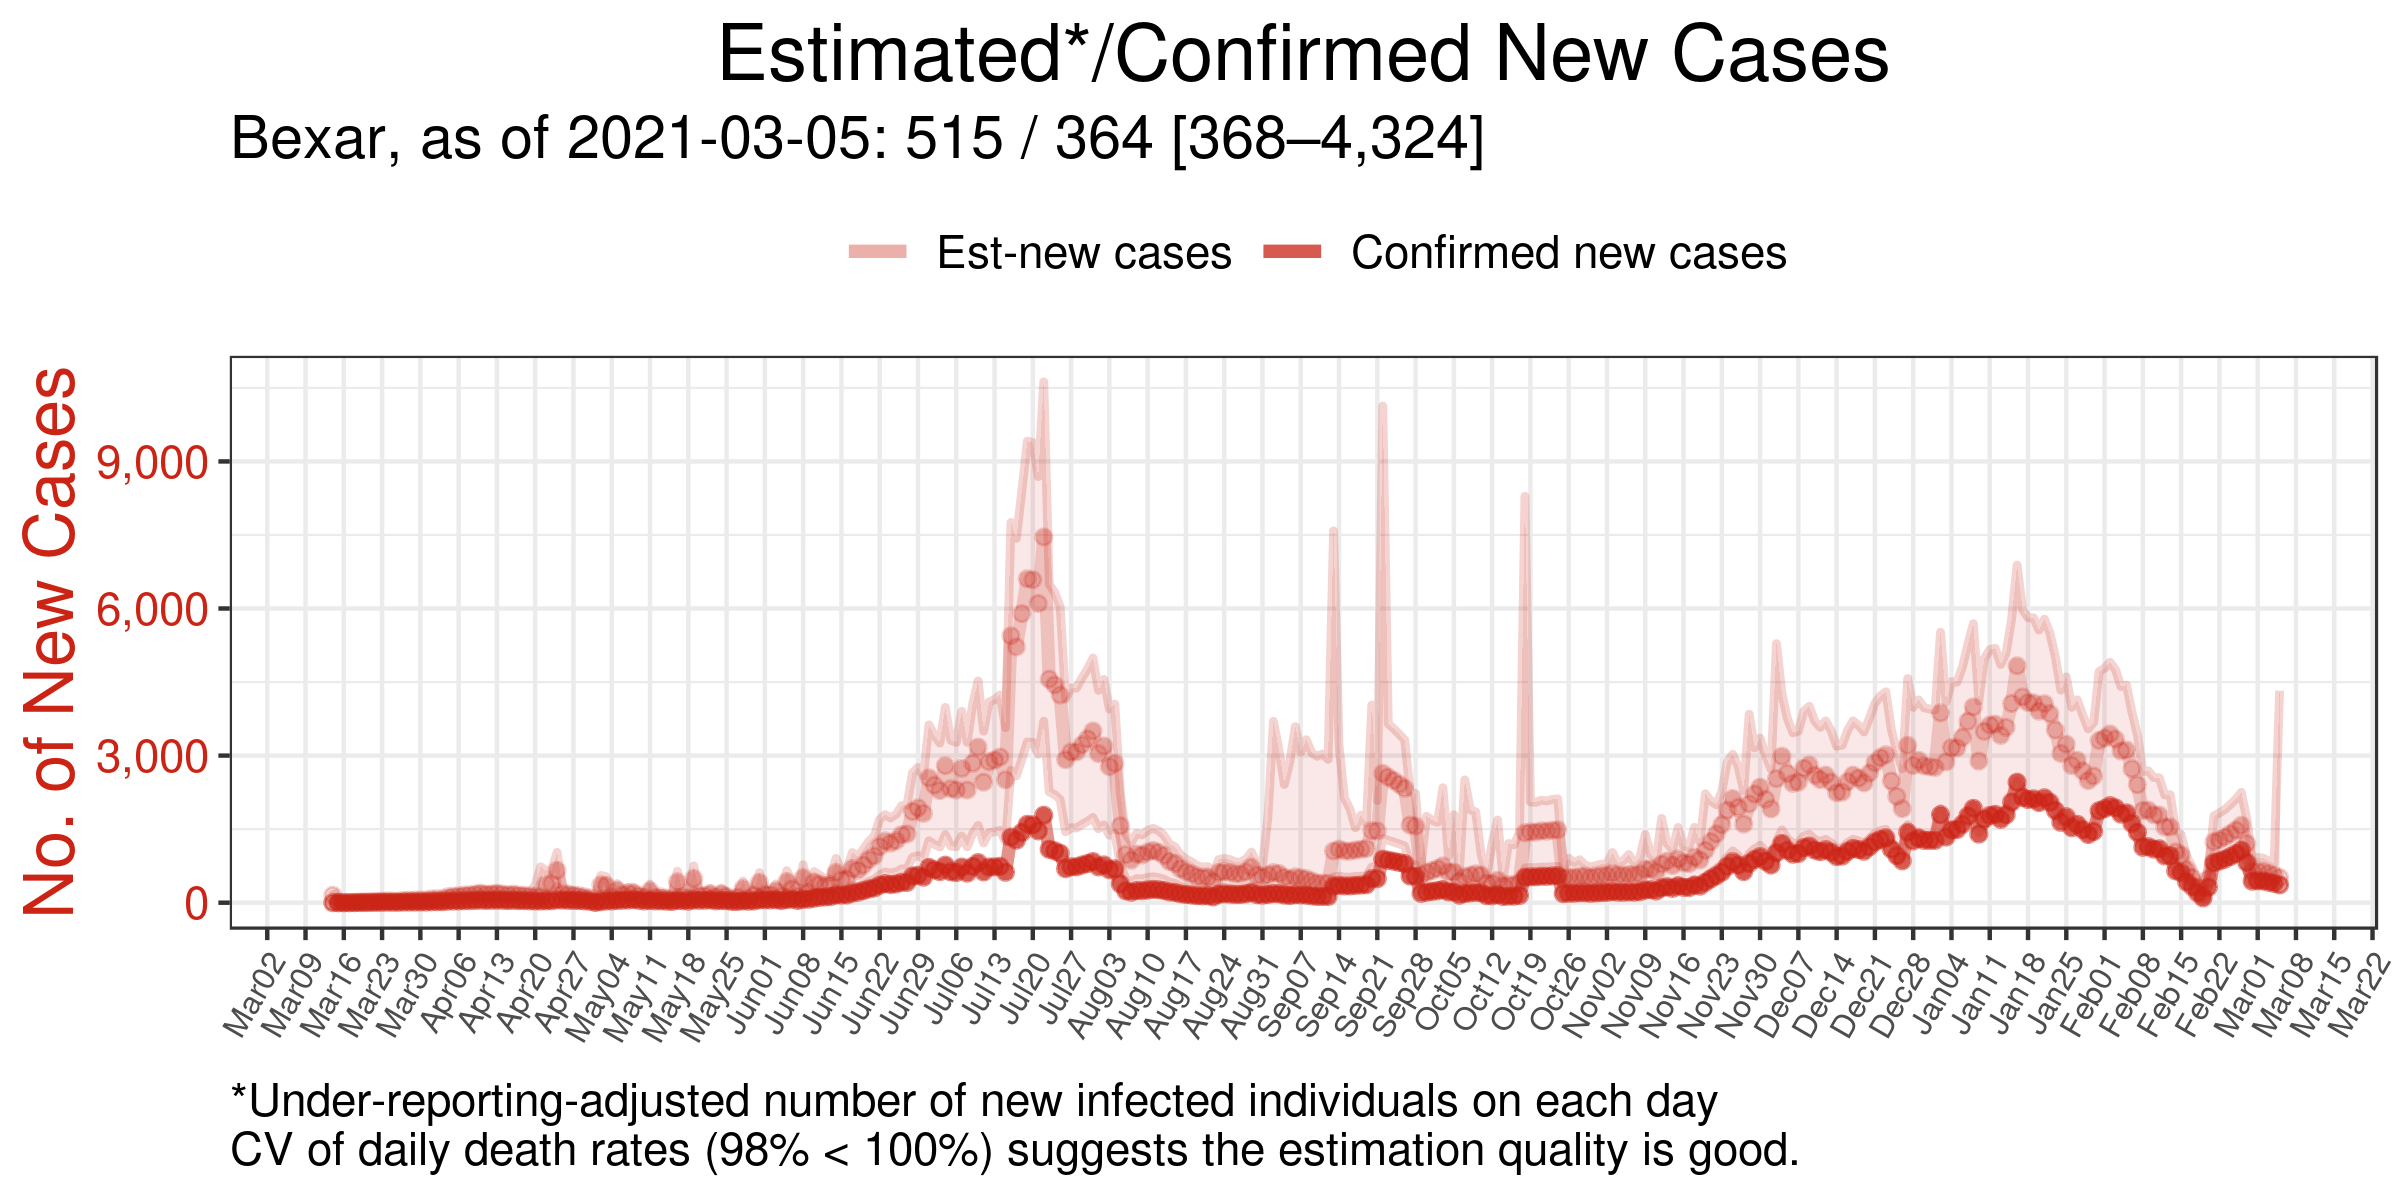 Estimated*/Confirmed New Cases
Bexar, as of 2021-03-05: 515 / 364 [368–4,324]
Est-new cases Confirmed new cases
No. of New Cases
9,000
6,000
3,000
0
Mar02 Mar09 Mar16 Mar23 Mar30 Apr06 Apr13 Apr20 Apr27 May04 May11 May18 May25 Jun01 Jun08 Jun15 Jun22 Jun29 Jul06 Jul13 Jul20 Jul27 Aug03 Aug10 Aug17 Aug24 Aug31 Sep07 Sep14 Sep21 Sep28 Oct05 Oct12 Oct19 Oct26 Nov02 Nov09 Nov16 Nov23 Nov30 Dec07 Dec14 Dec21 Dec28 Jan04 Jan11 Jan18 Jan25 Feb01 Feb08 Feb15 Feb22 Mar01 Mar08 Mar15 Mar22
*Under-reporting-adjusted number of new infected individuals on each day
CV of daily death rates (98% < 100%) suggests the estimation quality is good.